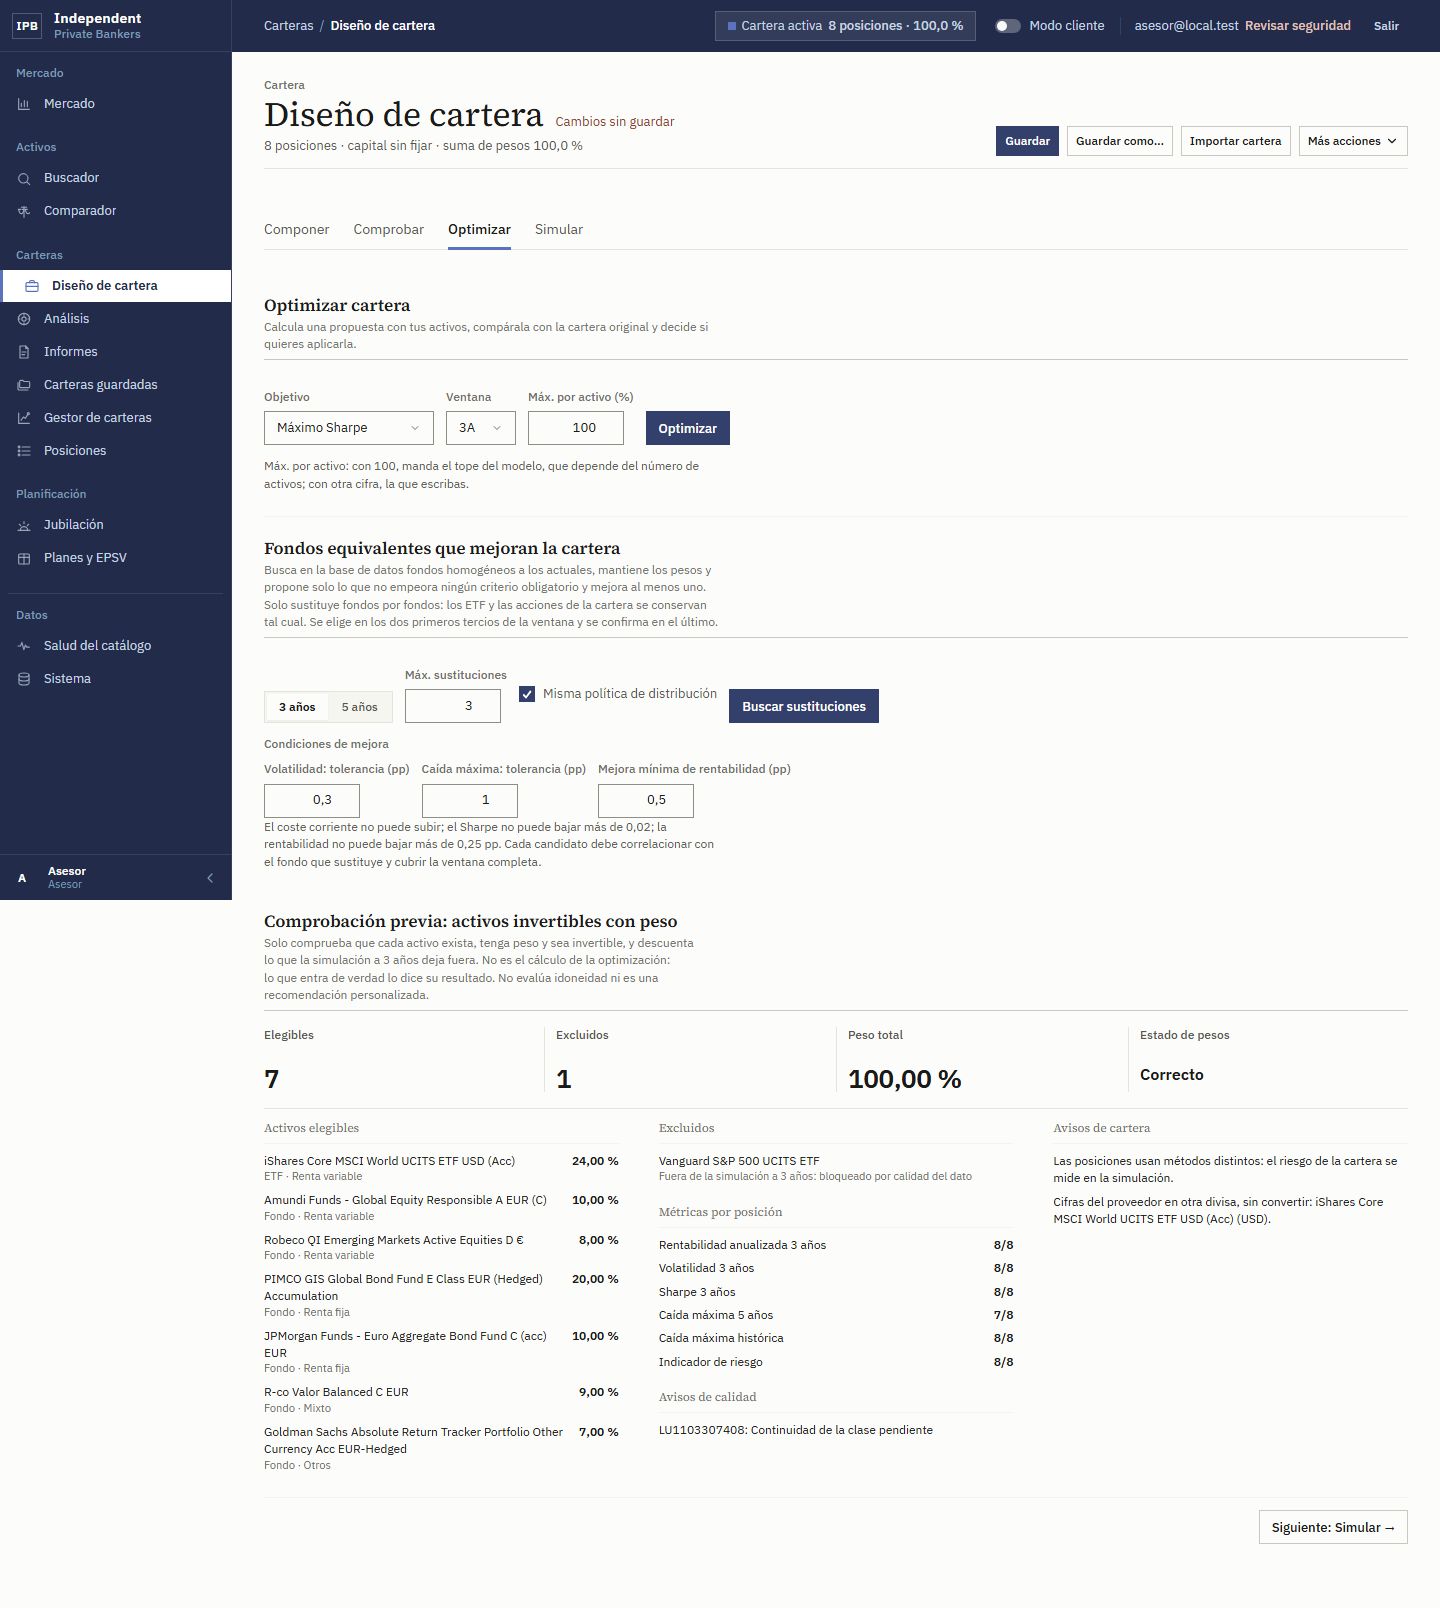 IPB
Independent
Private Bankers
Mercado
Mercado
Activos
Buscador
Comparador
Carteras
Diseño de cartera
Análisis
Informes
Carteras guardadas
Gestor de carteras
Posiciones
Planificación
Jubilación
Planes y EPSV
Datos
Salud del catálogo
Sistema
A
Asesor
Asesor
Carteras / Diseño de cartera
Cartera activa 8 posiciones · 100,0 %
Modo cliente
asesor@local.test Revisar seguridad
Salir
Cartera
Diseño de cartera Cambios sin guardar
8 posiciones · capital sin fijar · suma de pesos 100,0 %
Guardar
Guardar como...
Importar cartera
Más acciones
Componer
Comprobar
Optimizar
Simular
Optimizar cartera
Calcula una propuesta con tus activos, compárala con la cartera original y decide si
quieres aplicarla.
Objetivo
Ventana
Máx. por activo (%)
Máximo Sharpe
3A
100
Optimizar
Máx. por activo: con 100, manda el tope del modelo, que depende del número de
activos; con otra cifra, la que escribas.
Fondos equivalentes que mejoran la cartera
Busca en la base de datos fondos homogéneos a los actuales, mantiene los pesos y
propone solo lo que no empeora ningún criterio obligatorio y mejora al menos uno.
Solo sustituye fondos por fondos: los ETF y las acciones de la cartera se conservan
tal cual. Se elige en los dos primeros tercios de la ventana y se confirma en el último.
Máx. sustituciones
3 años
5 años
3
Misma política de distribución
Buscar sustituciones
Condiciones de mejora
Volatilidad: tolerancia (pp)
Caída máxima: tolerancia (pp)
Mejora mínima de rentabilidad (pp)
0,3
1
0,5
El coste corriente no puede subir; el Sharpe no puede bajar más de 0,02; la
rentabilidad no puede bajar más de 0,25 pp. Cada candidato debe correlacionar con
el fondo que sustituye y cubrir la ventana completa.
Comprobación previa: activos invertibles con peso
Solo comprueba que cada activo exista, tenga peso y sea invertible, y descuenta
lo que la simulación a 3 años deja fuera. No es el cálculo de la optimización:
lo que entra de verdad lo dice su resultado. No evalúa idoneidad ni es una
recomendación personalizada.
Elegibles
7
Excluidos
1
Peso total
100,00 %
Estado de pesos
Correcto
Activos elegibles
iShares Core MSCI World UCITS ETF USD (Acc) 24,00 %
ETF · Renta variable
Amundi Funds - Global Equity Responsible A EUR (C) 10,00 %
Fondo · Renta variable
Robeco QI Emerging Markets Active Equities D € 8,00 %
Fondo · Renta variable
PIMCO GIS Global Bond Fund E Class EUR (Hedged) 20,00 %
Accumulation
Fondo · Renta fija
JPMorgan Funds - Euro Aggregate Bond Fund C (acc) 10,00 %
EUR
Fondo · Renta fija
R-co Valor Balanced C EUR 9,00 %
Fondo · Mixto
Goldman Sachs Absolute Return Tracker Portfolio Other 7,00 %
Currency Acc EUR-Hedged
Fondo · Otros
Excluidos
Vanguard S&P 500 UCITS ETF
Fuera de la simulación a 3 años: bloqueado por calidad del dato
Métricas por posición
Rentabilidad anualizada 3 años 8/8
Volatilidad 3 años 8/8
Sharpe 3 años 8/8
Caída máxima 5 años 7/8
Caída máxima histórica 8/8
Indicador de riesgo 8/8
Avisos de calidad
LU1103307408: Continuidad de la clase pendiente
Avisos de cartera
Las posiciones usan métodos distintos: el riesgo de la cartera se
mide en la simulación.
Cifras del proveedor en otra divisa, sin convertir: iShares Core
MSCI World UCITS ETF USD (Acc) (USD).
Siguiente: Simular →